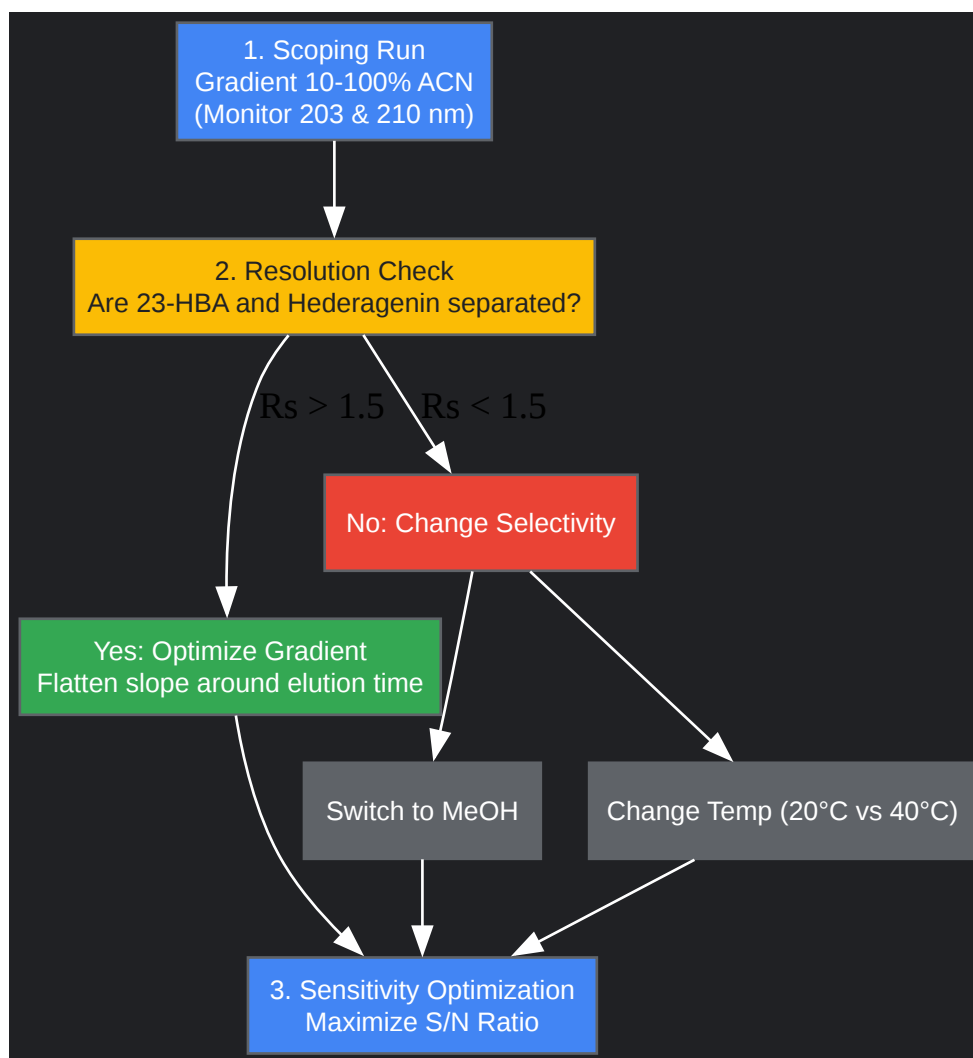 1. Scoping Run
Gradient 10-100% ACN
(Monitor 203 & 210 nm)
2. Resolution Check
Are 23-HBA and Hederagenin separated?
Rs > 1.5
Rs < 1.5
No: Change Selectivity
Yes: Optimize Gradient
Flatten slope around elution time
Switch to MeOH
Change Temp (20°C vs 40°C)
3. Sensitivity Optimization
Maximize S/N Ratio